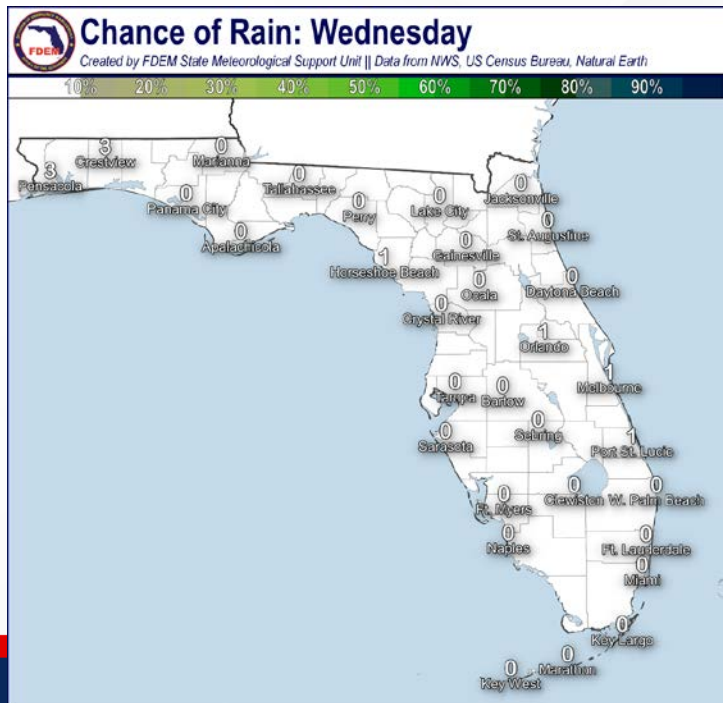 Chance of Rain: Wednesday
Created by FDEM State Meteorological Support Unit || Data from NWS, US Census Bureau, Natural Earth
FDEM
10% 20% 30% 40% 50% 60% 70% 80% 90%
3
Crestview
0
Marianna
3
Pensacola
0
Tallahassee
0
Jacksonville
0
Panama City
0
Perry
0
Lake City
0
St. Augustine
0
Apalachicola
0
Gainesville
1
Horseshoe Beach
0
Ocala
0
Daytona Beach
0
Crystal River
1
Orlando
1
Melbourne
0
Tampa
0
Bartow
0
Sebring
0
Sarasota
1
Port St. Lucie
0
Ft. Myers
0
Clewiston
0
W. Palm Beach
0
Naples
0
Ft. Lauderdale
0
Miami
0
Key Largo
0
Marathon
0
Key West